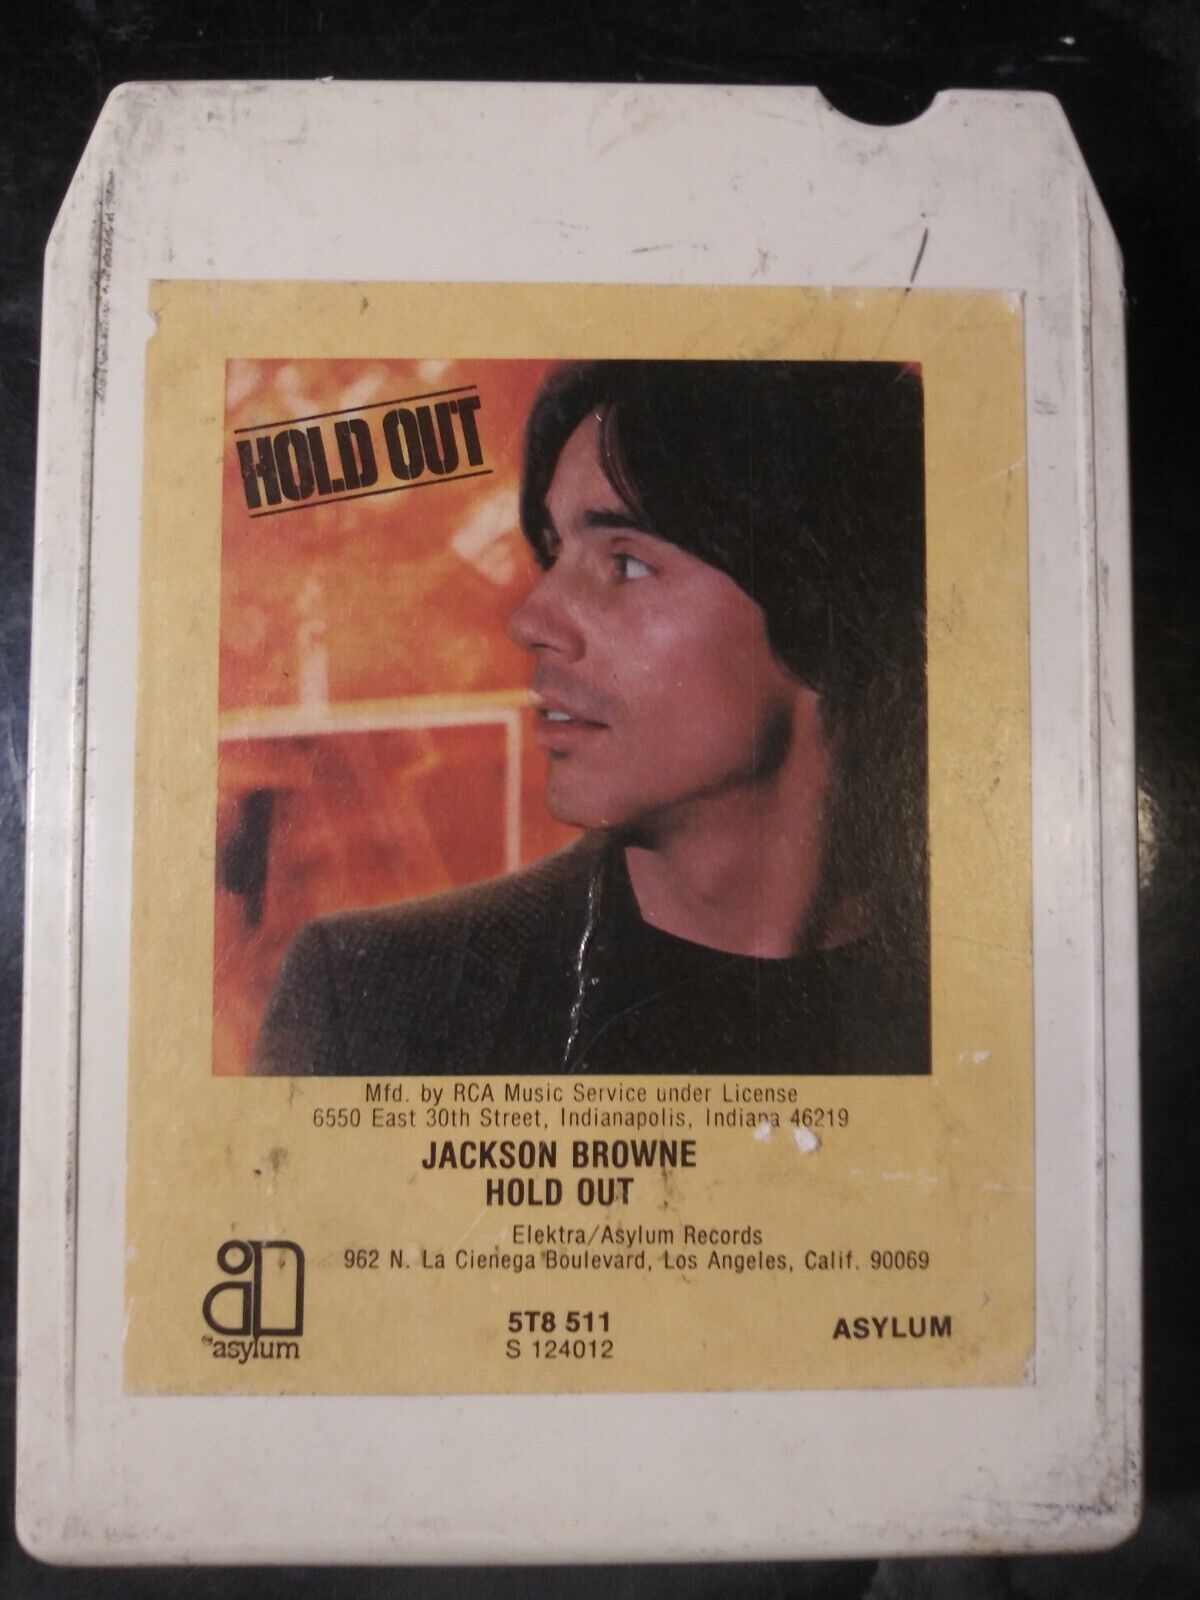 HOLD OUT
Mfd. by RCA Music Service under License
6550 East 30th Street, Indianapolis, Indiana 46219
JACKSON BROWNE
HOLD OUT
Elektra/Asylum Records
962 N. La Cienega Boulevard, Los Angeles, Calif. 90069
asylum
5T8 511
S 124012
ASYLUM